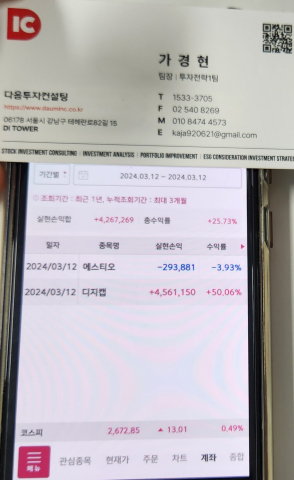 IC
가 경 현
팀장 : 투자전략1팀
다음투자컨설팅
https://www.dauninc.co.kr
06178 서울시 강남구 테헤란로82길 15
DI TOWER
T 1533-3705
F 02 540 8269
M 010 8474 4573
E kaja920621@gmail.com
STOCK INVESTMENT CONSULTING | INVESTMENT ANALYSIS | PORTFOLIO IMPROVEMENT | ESG CONSIDERATION INVESTMENT STRATE
기간별 2024.03.12 ~ 2024.03.12
조회기간 : 최근 1년, 누적조회기간 : 최대 3개월
실현손익합 +4,267,269 총수익률 +25.73%
일자 종목명 실현손익 수익률
2024/03/12 에스티오 -293,881 -3.93%
2024/03/12 디지캡 +4,561,150 +50.06%
코스피 2,672.85 ▲ 13.01 0.49%
메뉴 관심종목 현재가 주문 차트 계좌 종합